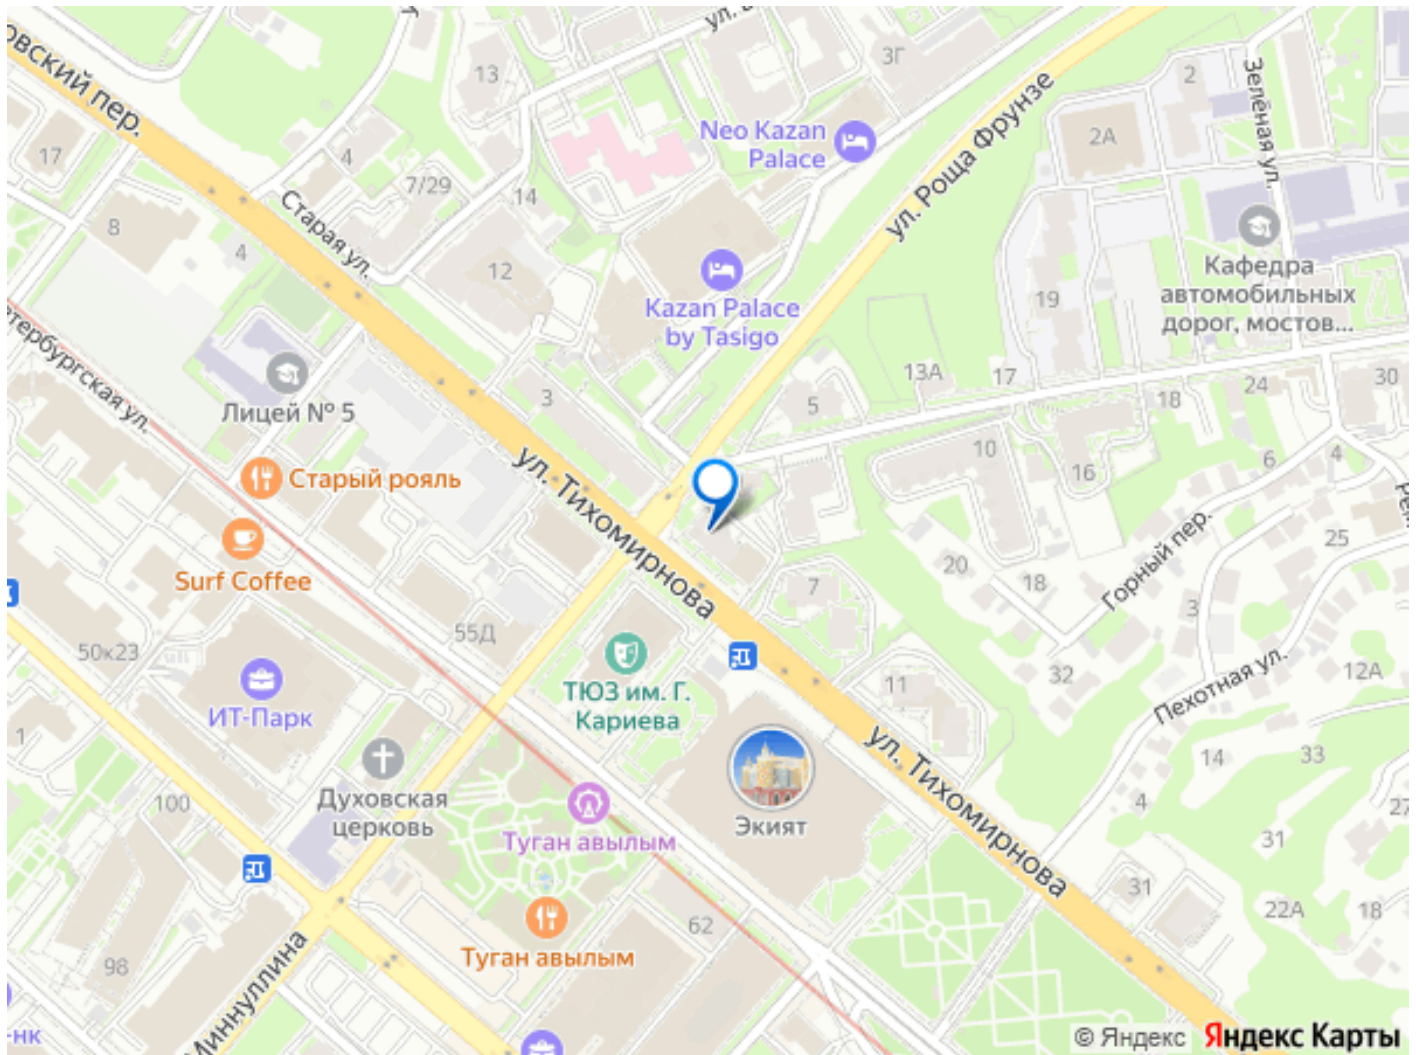 овский пер.
ул.
3Г
13
2
Зелёная ул.
ул. Роща Фрунзе
Neo Kazan
Palace
2А
17
4
7/29
14
Старая ул.
8
4
12
Kazan Palace
by Tasigo
Кафедра
автомобильных
дорог, мостов...
19
тербургская ул.
Лицей № 5
3
5
13А
17
18
24
30
Старый рояль
ул. Тихомирнова
10
16
6
4
Surf Coffee
Горный пер.
25
20
18
7
3
55Д
50к23
ИТ-Парк
ТЮЗ им. Г.
Кариева
11
32
Пехотная ул.
12А
1
14
33
ул. Тихомирнова
100
Духовская
церковь
Туган авылым
Экият
4
27
31
31
22А
18
62
Туган авылым
98
Миннуллина
-нк
© Яндекс Яндекс Карты